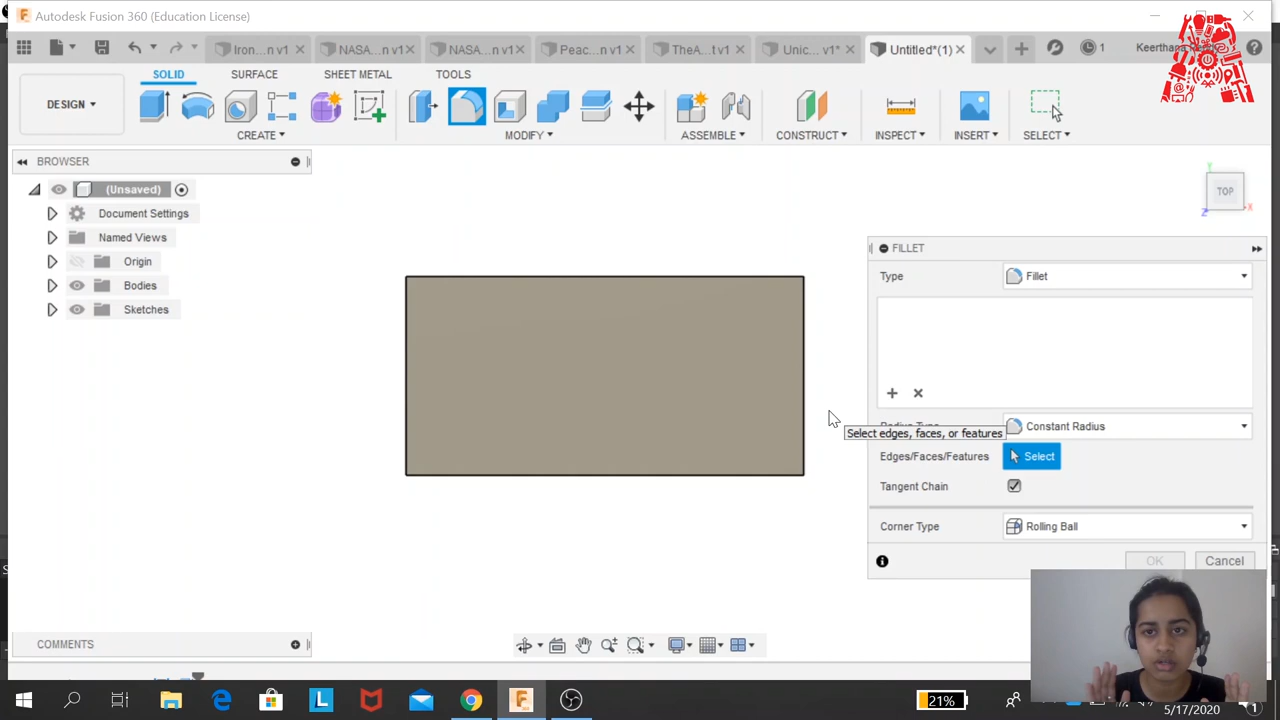 Autodesk Fusion 360 (Education License)
Iron...n v1
NASA...n v1
NASA...n v1
Peac...n v1
TheA...t v1
Unic... v1*
Untitled*(1)
1
Keerthana
SOLID
SURFACE
SHEET METAL
TOOLS
DESIGN
CREATE
MODIFY
ASSEMBLE
CONSTRUCT
INSPECT
INSERT
SELECT
BROWSER
(Unsaved)
Document Settings
Named Views
Origin
Bodies
Sketches
Y
TOP
Z
X
FILLET
Type
Fillet
Constant Radius
Select edges, faces, or features
Edges/Faces/Features
Select
Tangent Chain
Corner Type
Rolling Ball
OK
Cancel
COMMENTS
21%
5/17/2020
1